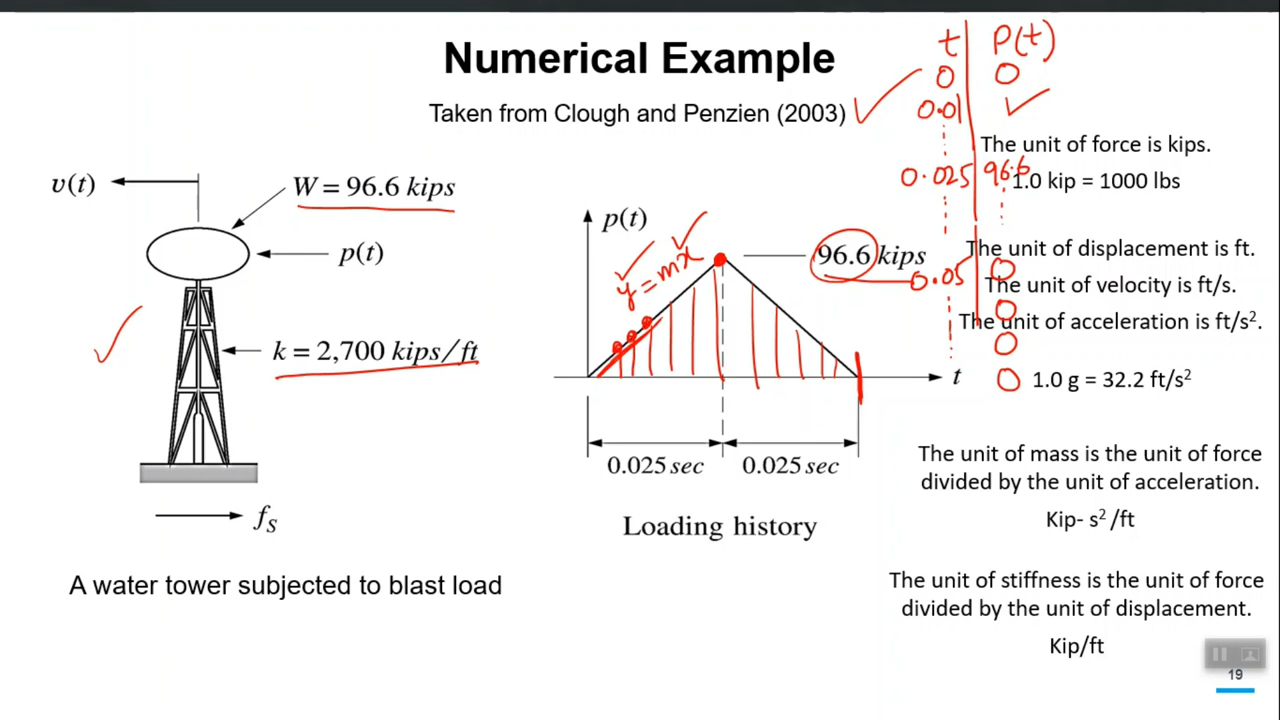 Numerical Example
Taken from Clough and Penzien (2003)
t P(t)
0 0
0.01
0.025 96.6
0.05 0
0
0
0
The unit of force is kips.
1.0 kip = 1000 lbs
The unit of displacement is ft.
The unit of velocity is ft/s.
The unit of acceleration is ft/s².
1.0 g = 32.2 ft/s²
The unit of mass is the unit of force
divided by the unit of acceleration.
Kip- s² /ft
The unit of stiffness is the unit of force
divided by the unit of displacement.
Kip/ft
v(t)
W = 96.6 kips
p(t)
k = 2,700 kips/ft
fS
A water tower subjected to blast load
p(t)
y = mx
96.6 kips
t
0.025 sec 0.025 sec
Loading history
19